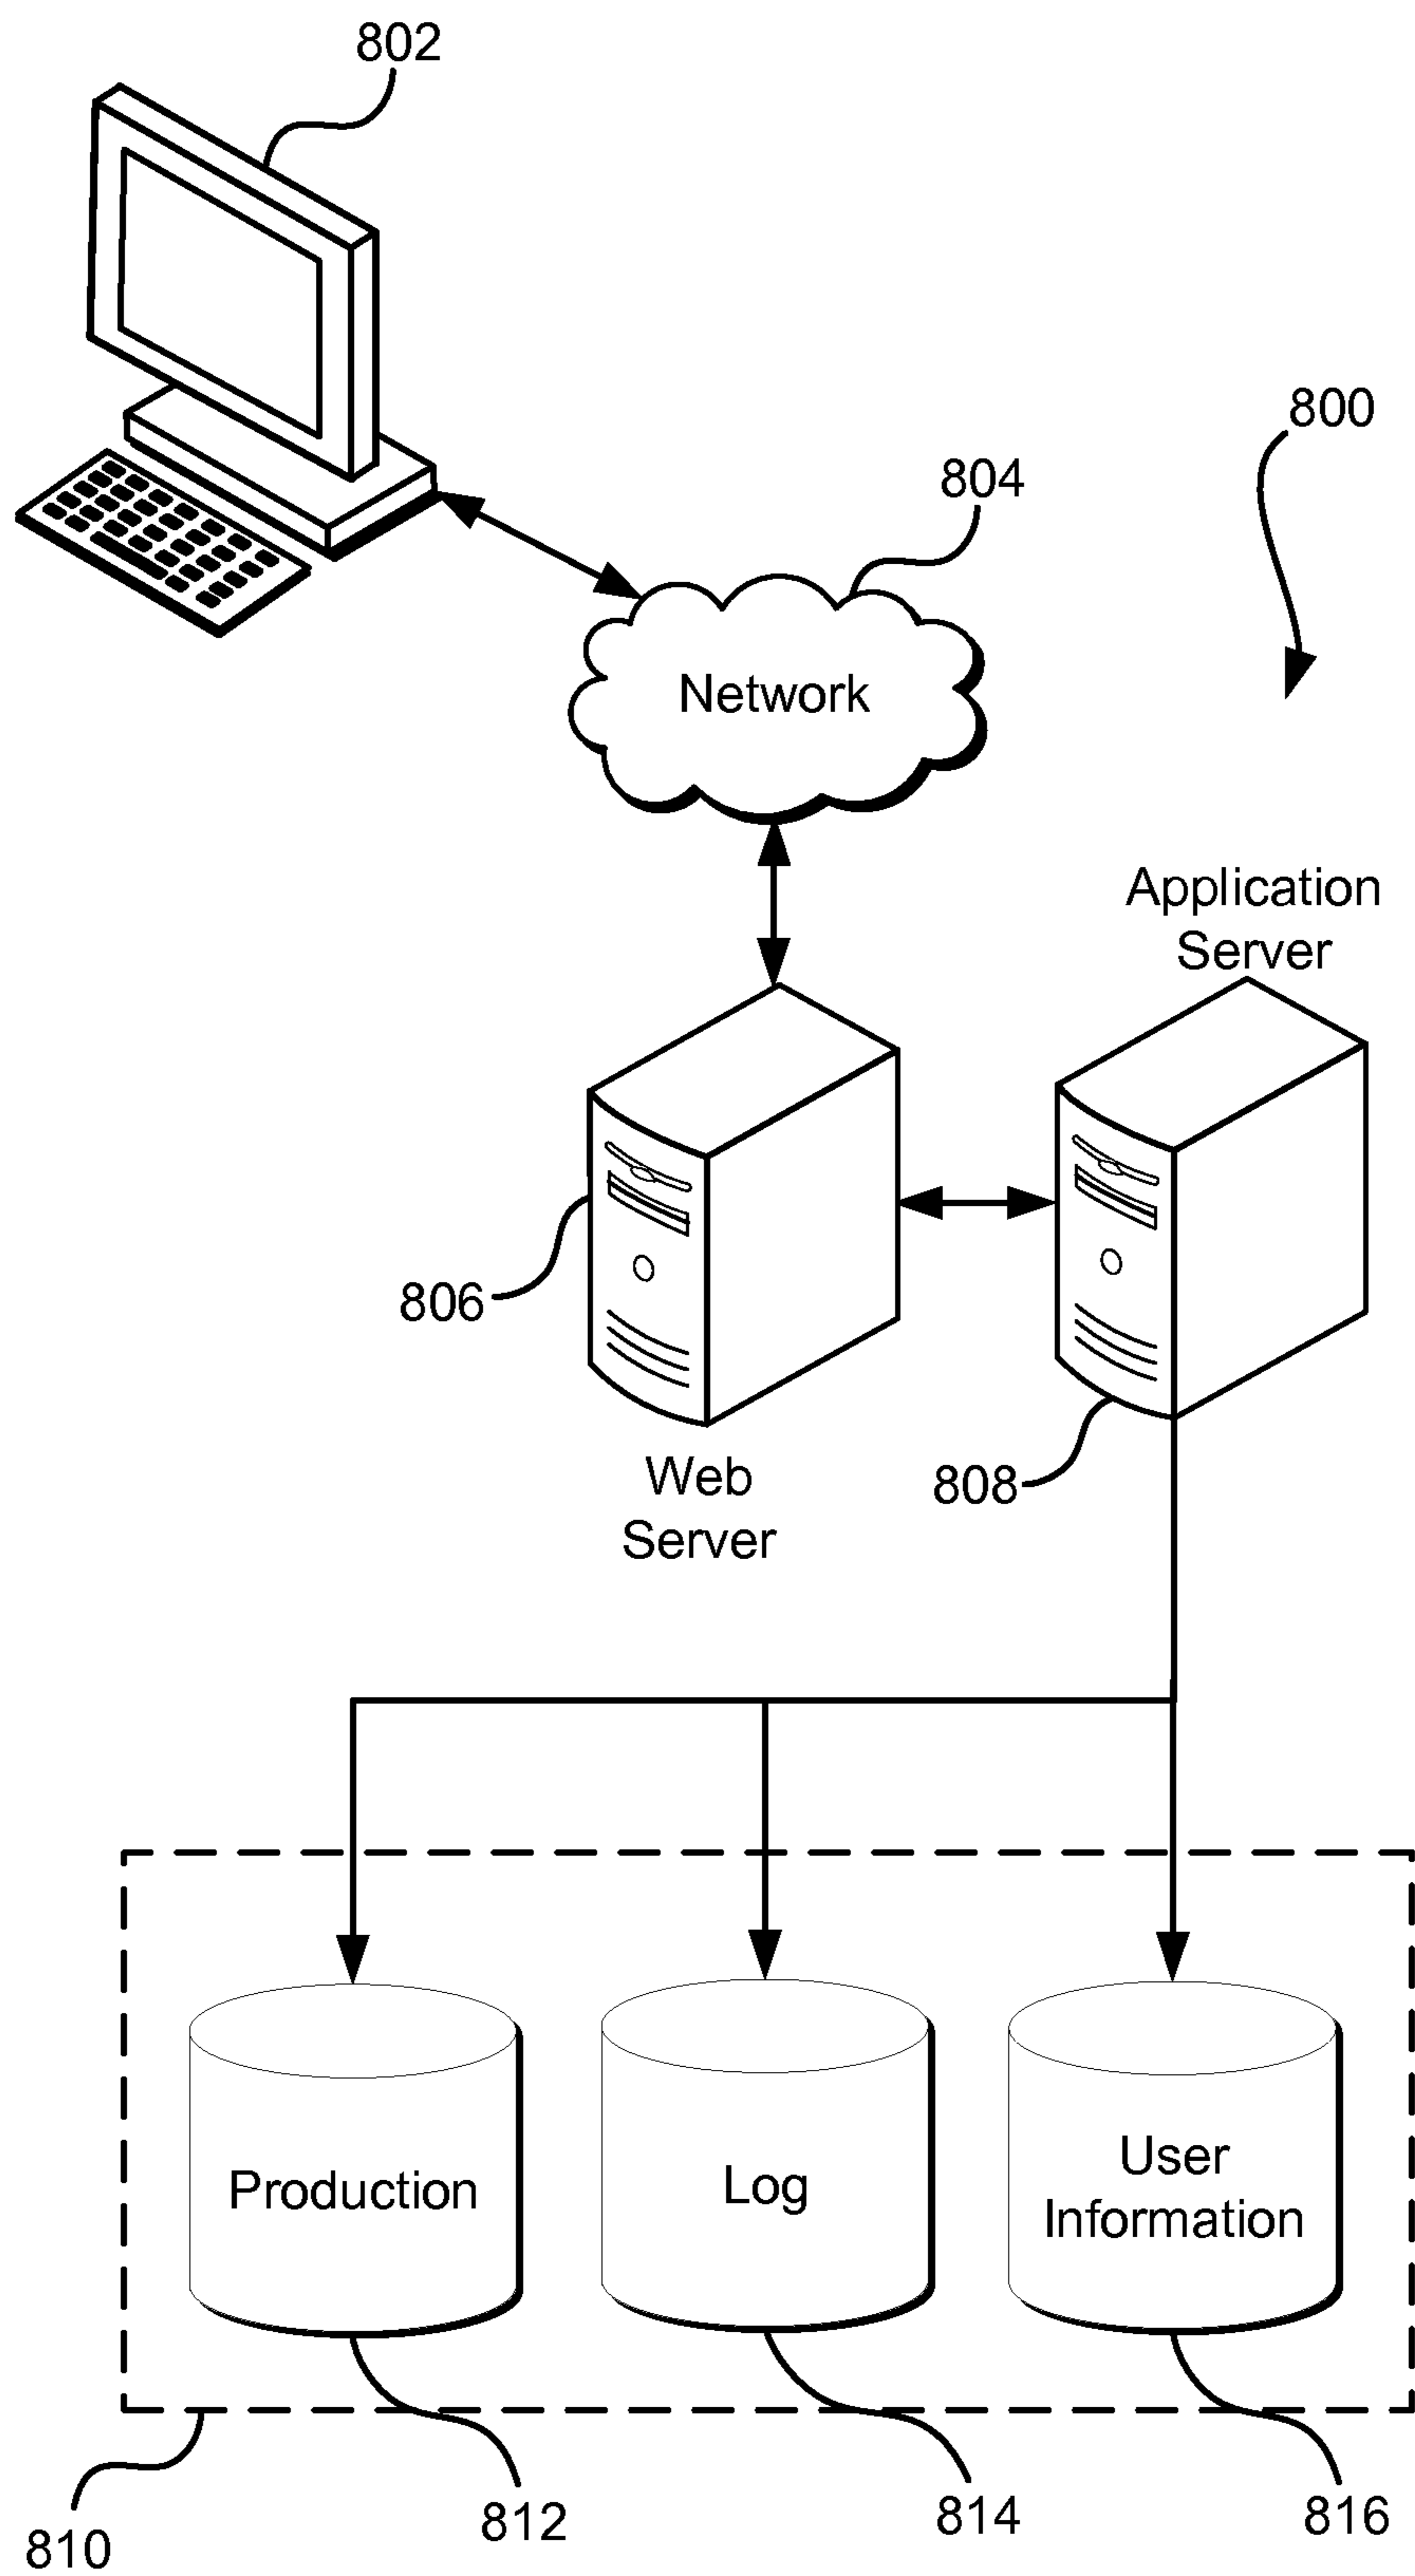 802
800
804
Network
Application
Server
806
Web
Server
808
Production
Log
User
Information
810
812
814
816